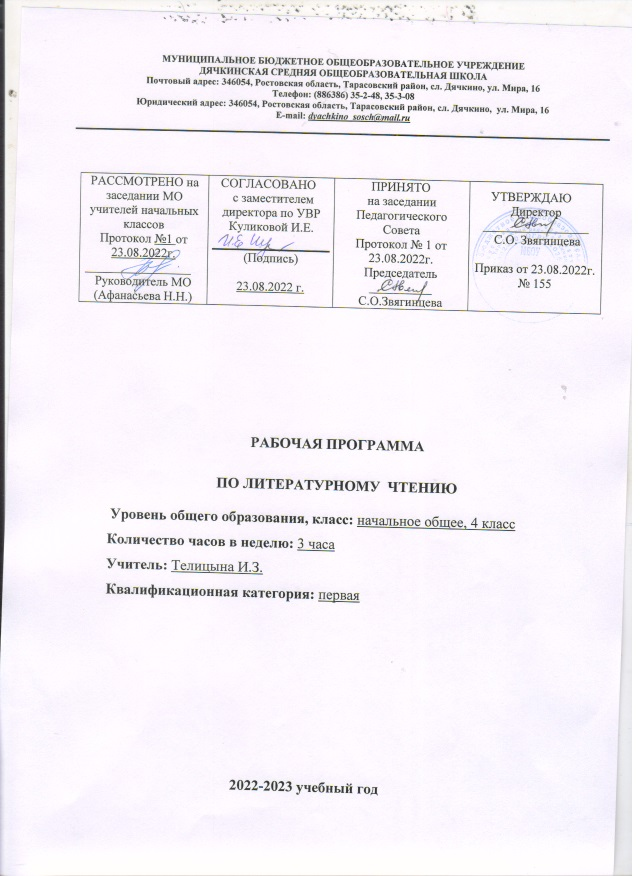 МУНИЦИПАЛЬНОЕ БЮДЖЕТНОЕ ОБЩЕОБРАЗОВАТЕЛЬНОЕ УЧРЕЖДЕНИЕ
ДЯЧКИНСКАЯ СРЕДНЯЯ ОБЩЕОБРАЗОВАТЕЛЬНАЯ ШКОЛА
Почтовый адрес: 346054, Ростовская область, Тарасовский район, сл. Дячкино, ул. Мира, 16
Телефон: (886386) 35-2-48, 35-3-08
Юридический адрес: 346054, Ростовская область, Тарасовский район, сл. Дячкино, ул. Мира, 16
E-mail: dyachkino_sosch@mail.ru
РАССМОТРЕНО на
заседании МО
учителей начальных
классов
Протокол №1 от
23.08.2022г.
Руководитель МО
(Афанасьева Н.Н.)
СОГЛАСОВАНО
с заместителем
директора по УВР
Куликовой И.Е.
(Подпись)
23.08.2022 г.
ПРИНЯТО
на заседании
Педагогического
Совета
Протокол № 1 от
23.08.2022г.
Председатель
С.О.Звягинцева
УТВЕРЖДАЮ
Директор
С.О. Звягинцева
Приказ от 23.08.2022г.
№ 155
РАБОЧАЯ ПРОГРАММА
ПО ЛИТЕРАТУРНОМУ ЧТЕНИЮ
Уровень общего образования, класс: начальное общее, 4 класс
Количество часов в неделю: 3 часа
Учитель: Телицына И.З.
Квалификационная категория: первая
2022-2023 учебный год